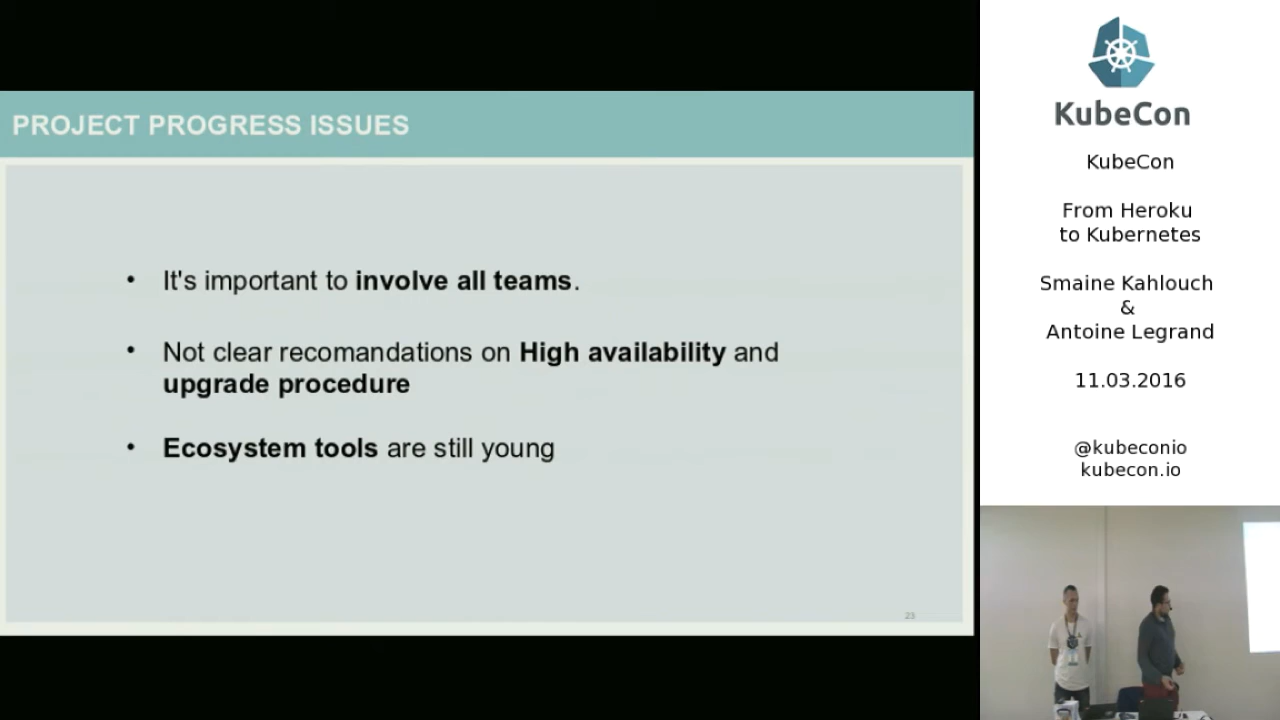 PROJECT PROGRESS ISSUES
• It's important to involve all teams.
• Not clear recomandations on High availability and
upgrade procedure
• Ecosystem tools are still young
23
KubeCon
KubeCon
From Heroku
to Kubernetes
Smaine Kahlouch
&
Antoine Legrand
11.03.2016
@kubeconio
kubecon.io